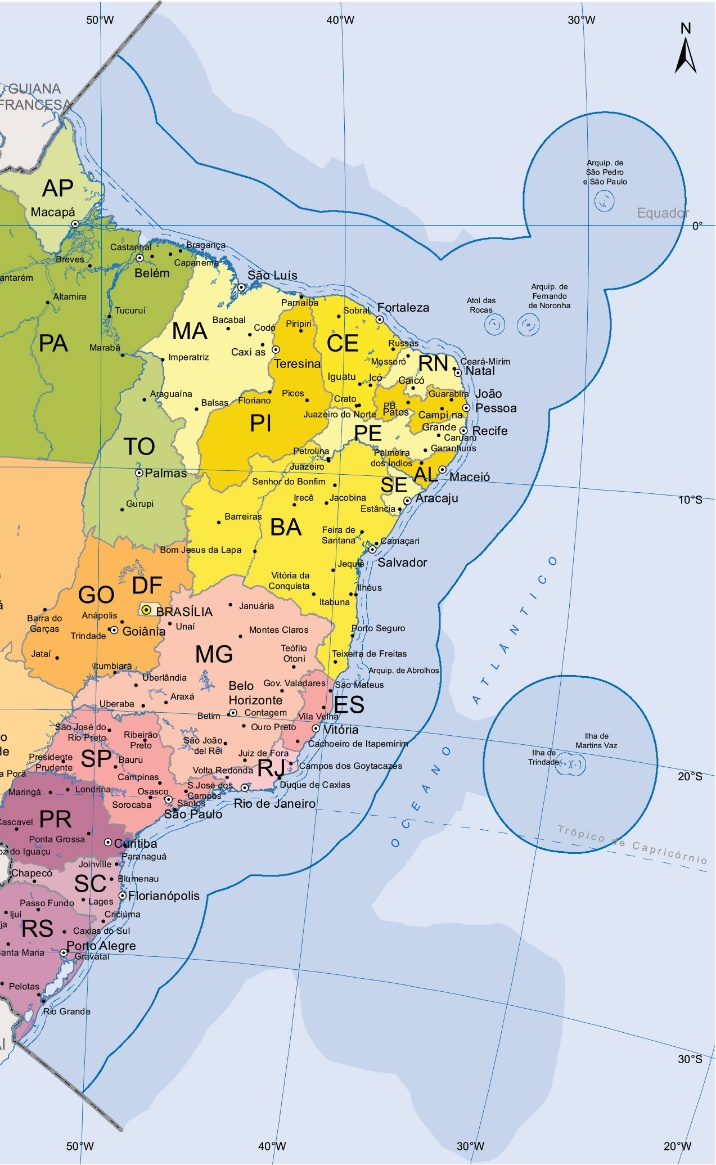 50°W
40°W
30°W
N
GUIANA
FRANCESA
Arquip. de
São Pedro
e São Paulo
AP
Macapá
Equador
0°
Castanhal
Bragança
Capanema
Breves
Belém
São Luís
antarém
Altamira
Atol das
Rocas
Arquip. de
Fernando
de Noronha
Parnaíba
Fortaleza
Sobral
Tucuruí
Bacabal
Codó
Piripiri
MA
CE
PA
Marabá
Imperatriz
Caxi as
Teresina
Russas
Mossoró
RN
Ceará-Mirim
Natal
Iguatu
Icó
Caicó
Araguaína
Balsas
Floriano
Picos
Crato
Juazeiro do Norte
PB
Patos
Guarabira
João
Pessoa
Campina
Grande
PI
PE
Recife
Caruaru
TO
Petrolina
Juazeiro
Palmeira
dos Índios
Garanhuns
Palmas
Senhor do Bonfim
AL
Maceió
SE
Aracaju
10°S
Gurupi
Irecê
Jacobina
Estância
Barreiras
BA
Feira de
Santana
Camaçari
Bom Jesus da Lapa
Salvador
Jequié
GO
DF
Vitória da
Conquista
Ilhéus
Itabuna
Januária
BRASÍLIA
Barra do
Garças
Anápolis
Unaí
Trindade
Goiânia
Montes Claros
Porto Seguro
Jataí
MG
Teófilo
Otoni
Teixeira de Freitas
Itumbiara
Arquip. de Abrolhos
Uberlândia
Gov. Valadares
São Mateus
Araxá
Belo
Horizonte
ES
Uberaba
Betim
Contagem
Vila Velha
Vitória
São José do
Rio Preto
Ribeirão
Preto
Ouro Preto
São João
del Rei
Cachoeiro de Itapemirim
OCEANO ATLÂNTICO
Ilha de
Martins Vaz
Ilha de
Trindade
SP
Presidente
Prudente
Bauru
Juiz de Fora
RJ
Campos dos Goytacazes
20°S
Volta Redonda
Campinas
Duque de Caxias
Maringá
Londrina
Osasco
S.José dos
Campos
Sorocaba
Santos
Rio de Janeiro
São Paulo
Cascavel
PR
Ponta Grossa
Trópico de Capricórnio
oz do Iguaçu
Curitiba
Paranaguá
Joinville
Chapecó
SC
Blumenau
Florianópolis
Passo Fundo
Lages
Ijuí
Criciúma
RS
Caxias do Sul
anta Maria
Porto Alegre
Gravataí
Pelotas
Rio Grande
30°S
50°W
40°W
30°W
20°W